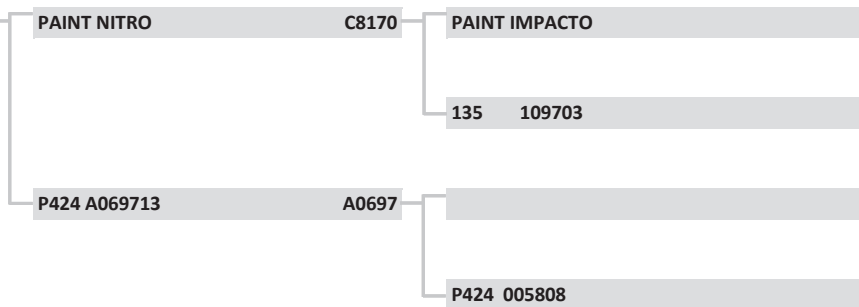 PAINT NITRO C8170 PAINT IMPACTO
135 109703
P424 A069713 A0697
P424 005808